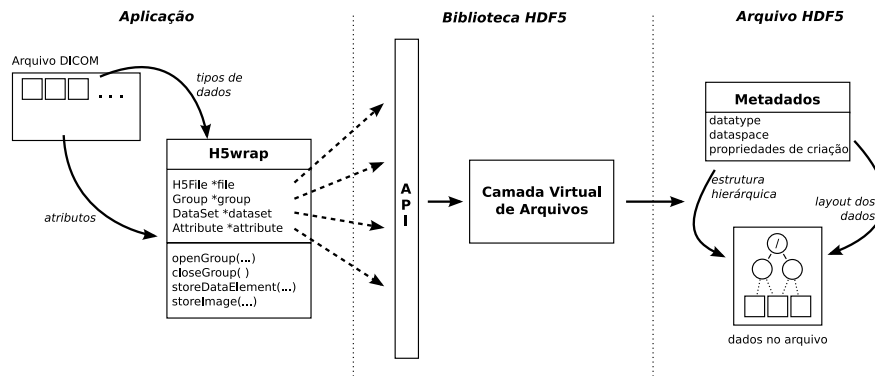 Aplicação
Biblioteca HDF5
Arquivo HDF5
Arquivo DICOM
...
tipos de
dados
atributos
H5wrap
H5File *file
Group *group
DataSet *dataset
Attribute *attribute
openGroup(...)
closeGroup( )
storeDataElement(...)
storeImage(...)
A
P
I
Camada Virtual
de Arquivos
Metadados
datatype
dataspace
propriedades de criação
estrutura
hierárquica
layout dos
dados
/
dados no arquivo